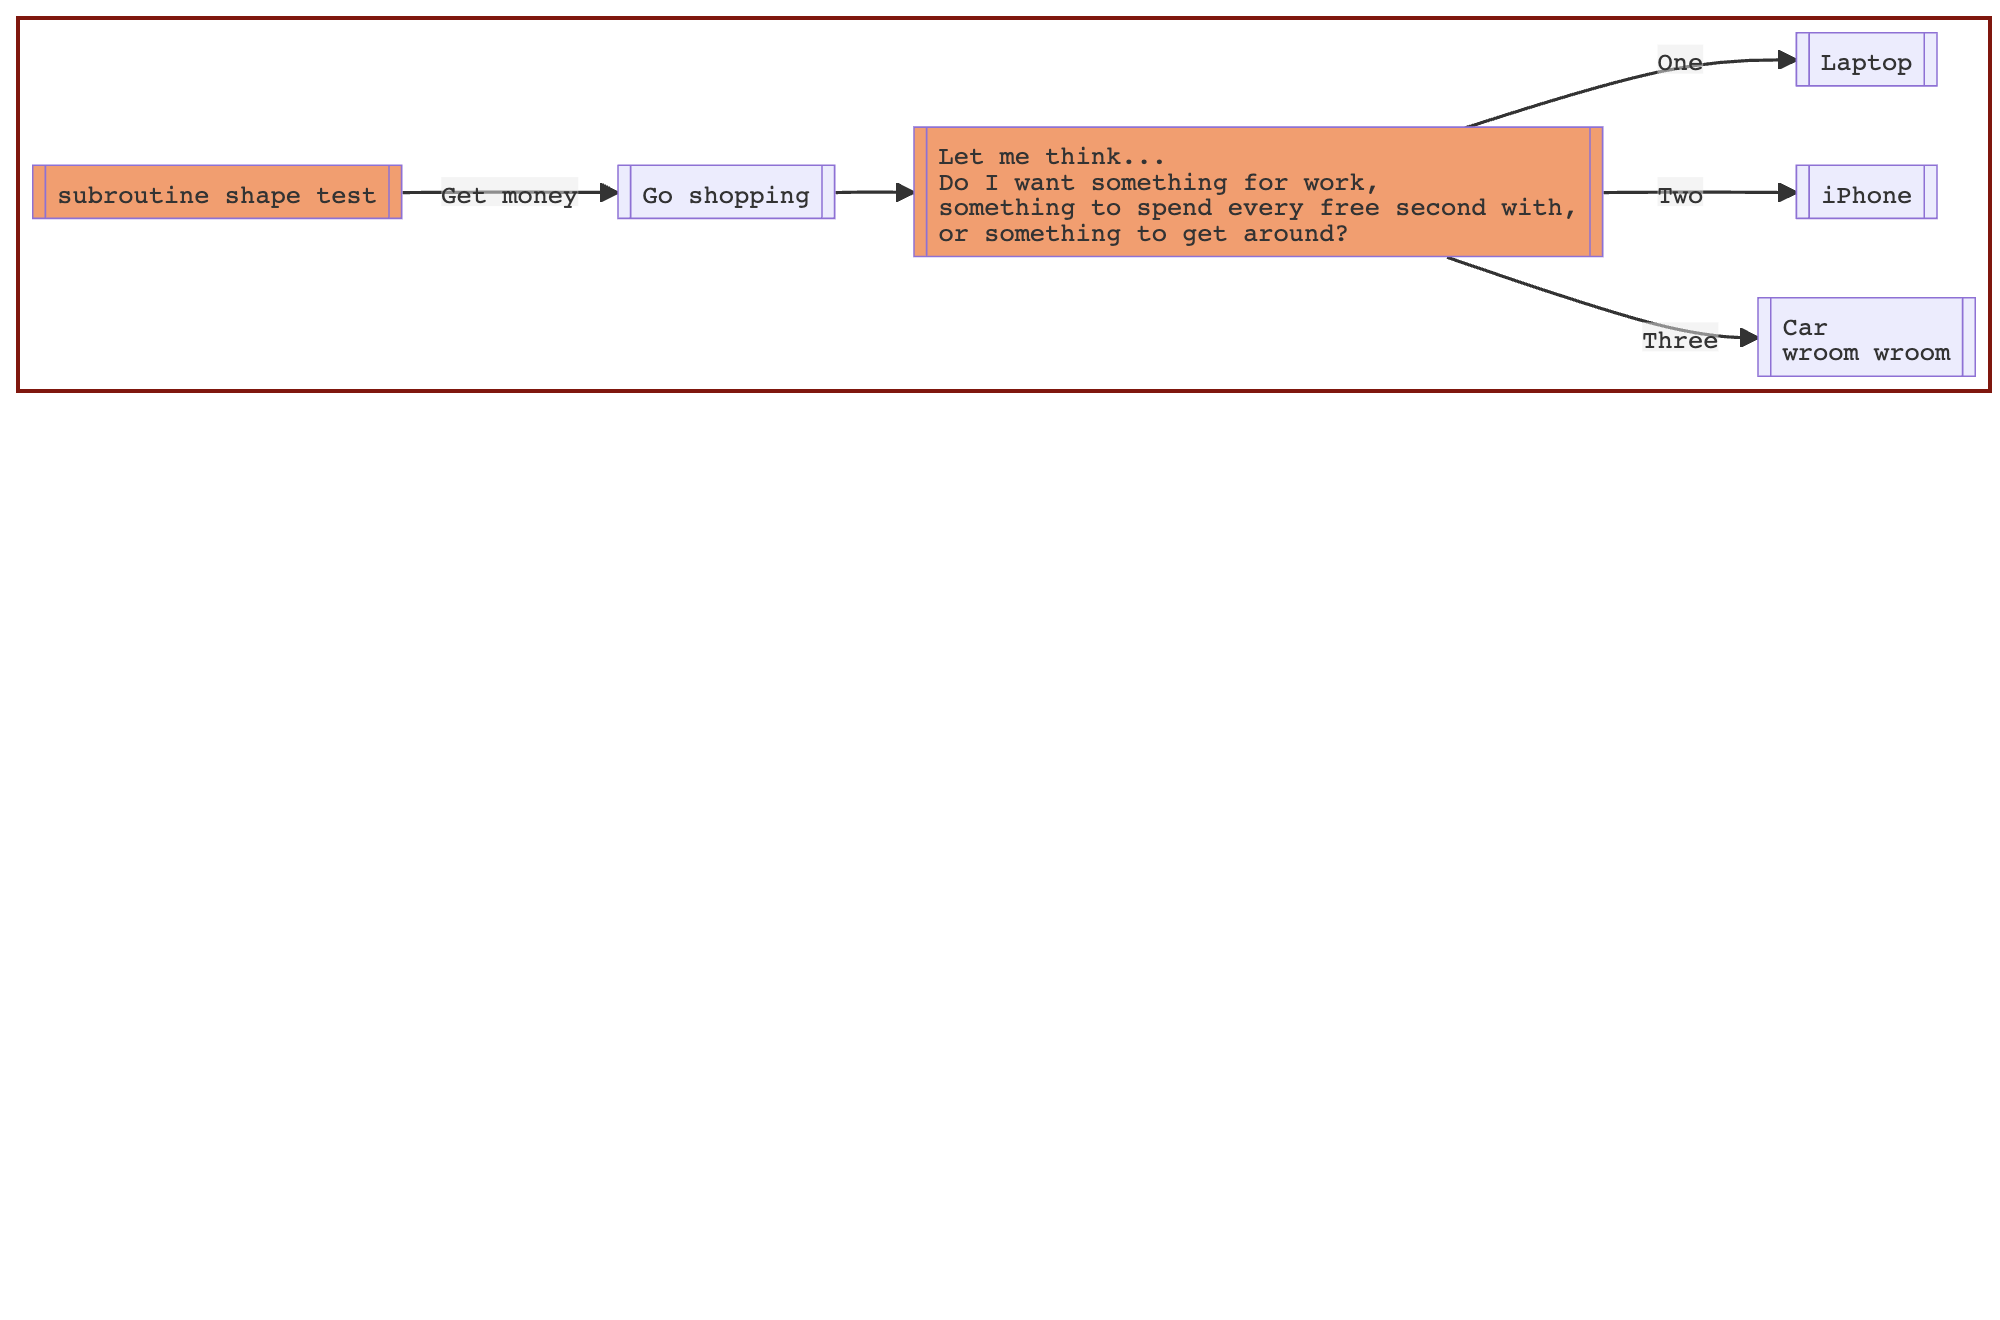 subroutine shape test
Get money
Go shopping
Let me think...
Do I want something for work,
something to spend every free second with,
or something to get around?
One
Laptop
Two
iPhone
Three
Car
wroom wroom